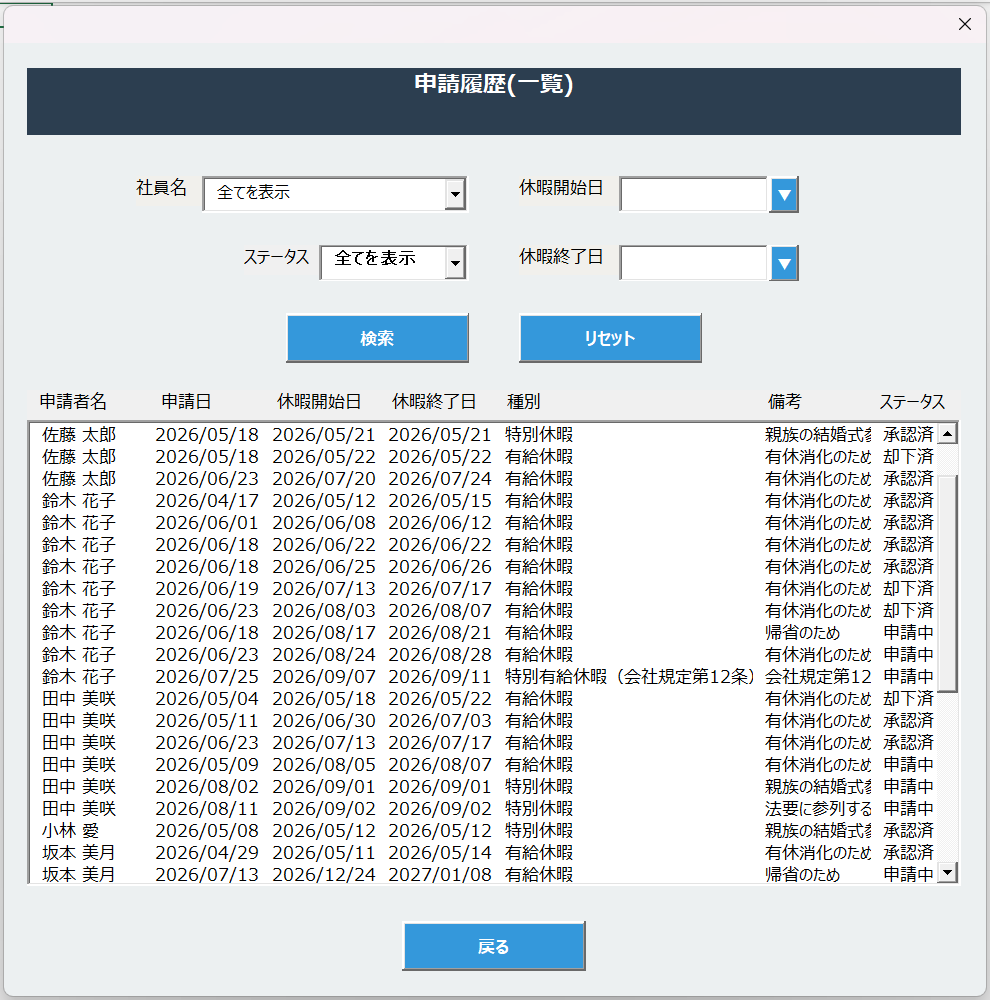 申請履歴(一覧)
社員名 全てを表示 休暇開始日
ステータス 全てを表示 休暇終了日
検索 リセット
申請者名 申請日 休暇開始日 休暇終了日 種別 備考 ステータス
佐藤 太郎 2026/05/18 2026/05/21 2026/05/21 特別休暇 親族の結婚式参 承認済
佐藤 太郎 2026/05/18 2026/05/22 2026/05/22 有給休暇 有休消化のため 却下済
佐藤 太郎 2026/06/23 2026/07/20 2026/07/24 有給休暇 有休消化のため 承認済
鈴木 花子 2026/04/17 2026/05/12 2026/05/15 有給休暇 有休消化のため 承認済
鈴木 花子 2026/06/01 2026/06/08 2026/06/12 有給休暇 有休消化のため 承認済
鈴木 花子 2026/06/18 2026/06/22 2026/06/22 有給休暇 有休消化のため 承認済
鈴木 花子 2026/06/18 2026/06/25 2026/06/26 有給休暇 有休消化のため 承認済
鈴木 花子 2026/06/19 2026/07/13 2026/07/17 有給休暇 有休消化のため 却下済
鈴木 花子 2026/06/23 2026/08/03 2026/08/07 有給休暇 有休消化のため 却下済
鈴木 花子 2026/06/18 2026/08/17 2026/08/21 有給休暇 帰省のため 申請中
鈴木 花子 2026/06/23 2026/08/24 2026/08/28 有給休暇 有休消化のため 申請中
鈴木 花子 2026/07/25 2026/09/07 2026/09/11 特別有給休暇（会社規定第12条） 会社規定第12 申請中
田中 美咲 2026/05/04 2026/05/18 2026/05/22 有給休暇 有休消化のため 却下済
田中 美咲 2026/05/11 2026/06/30 2026/07/03 有給休暇 有休消化のため 承認済
田中 美咲 2026/06/23 2026/07/13 2026/07/17 有給休暇 有休消化のため 承認済
田中 美咲 2026/05/09 2026/08/05 2026/08/07 有給休暇 有休消化のため 申請中
田中 美咲 2026/08/02 2026/09/01 2026/09/01 特別休暇 親族の結婚式参 申請中
田中 美咲 2026/08/11 2026/09/02 2026/09/02 特別休暇 法要に参列する 申請中
小林 愛 2026/05/08 2026/05/12 2026/05/12 特別休暇 親族の結婚式参 承認済
坂本 美月 2026/04/29 2026/05/11 2026/05/14 有給休暇 有休消化のため 承認済
坂本 美月 2026/07/13 2026/12/24 2027/01/08 有給休暇 帰省のため 申請中
戻る